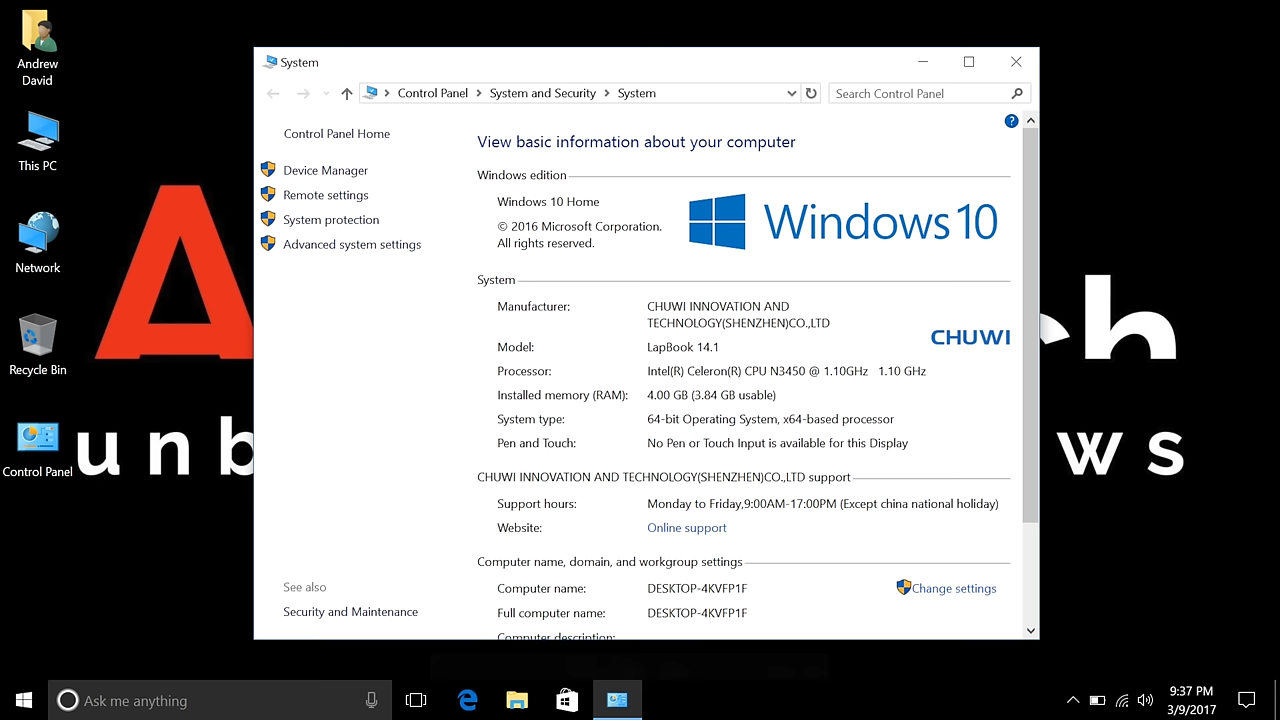 Andrew
David
This PC
Network
Recycle Bin
Control Panel
A
ch
unb
ws
System
Control Panel
System and Security
System
Search Control Panel
Control Panel Home
Device Manager
Remote settings
System protection
Advanced system settings
See also
Security and Maintenance
?
View basic information about your computer
Windows edition
Windows 10 Home
© 2016 Microsoft Corporation.
All rights reserved.
Windows 10
System
Manufacturer: CHUWI INNOVATION AND
TECHNOLOGY(SHENZHEN)CO.,LTD
CHUWI
Model: LapBook 14.1
Processor: Intel(R) Celeron(R) CPU N3450 @ 1.10GHz 1.10 GHz
Installed memory (RAM): 4.00 GB (3.84 GB usable)
System type: 64-bit Operating System, x64-based processor
Pen and Touch: No Pen or Touch Input is available for this Display
CHUWI INNOVATION AND TECHNOLOGY(SHENZHEN)CO.,LTD support
Support hours: Monday to Friday,9:00AM-17:00PM (Except china national holiday)
Website: Online support
Computer name, domain, and workgroup settings
Computer name: DESKTOP-4KVFP1F
Change settings
Full computer name: DESKTOP-4KVFP1F
Computer description:
Ask me anything
9:37 PM
3/9/2017